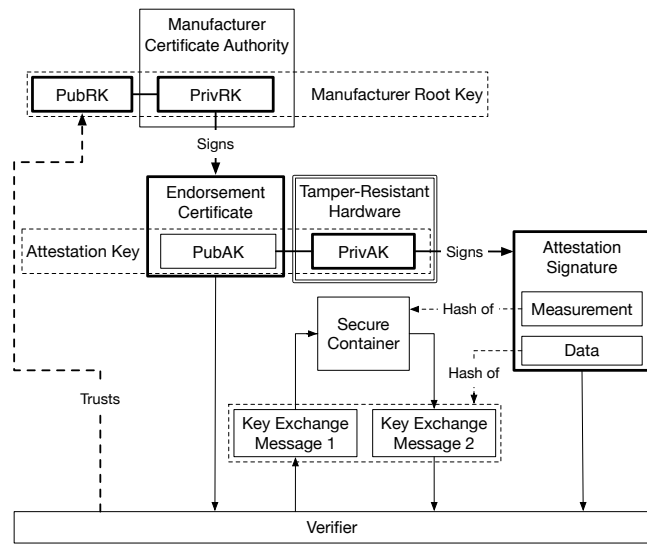 Manufacturer
Certificate Authority
PubRK
PrivRK
Manufacturer Root Key
Signs
Endorsement
Certificate
Tamper-Resistant
Hardware
Attestation Key
PubAK
PrivAK
Signs
Attestation
Signature
Measurement
Data
Hash of
Secure
Container
Hash of
Trusts
Key Exchange
Message 1
Key Exchange
Message 2
Verifier